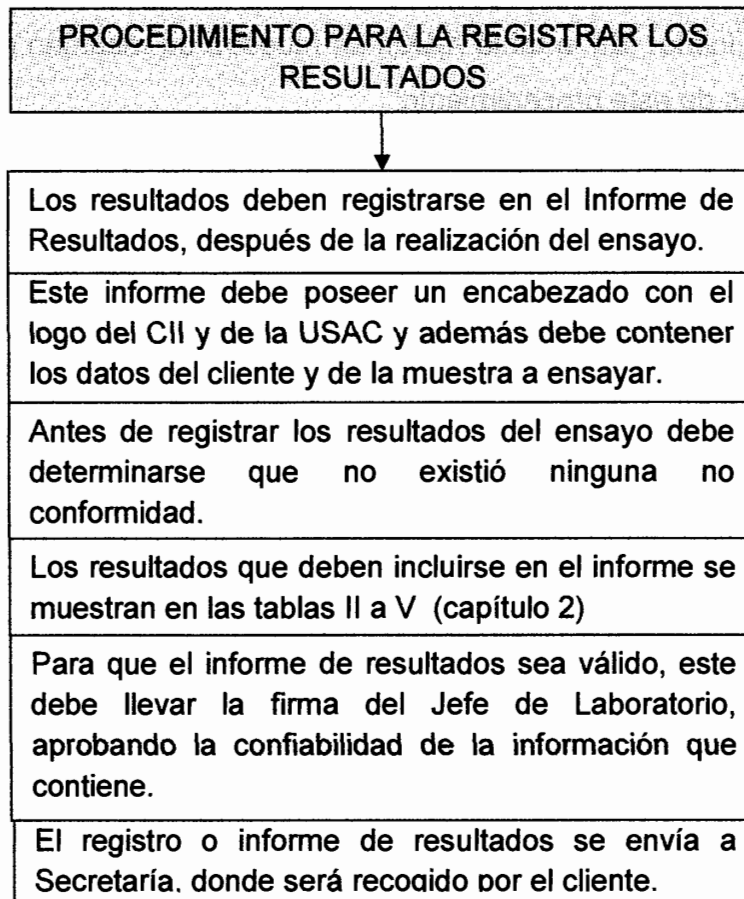 PROCEDIMIENTO PARA LA REGISTRAR LOS
RESULTADOS
Los resultados deben registrarse en el Informe de
Resultados, después de la realización del ensayo.
Este informe debe poseer un encabezado con el
logo del CII y de la USAC y además debe contener
los datos del cliente y de la muestra a ensayar.
Antes de registrar los resultados del ensayo debe
determinarse que no existió ninguna no
conformidad.
Los resultados que deben incluirse en el informe se
muestran en las tablas II a V (capítulo 2)
Para que el informe de resultados sea válido, este
debe llevar la firma del Jefe de Laboratorio,
aprobando la confiabilidad de la información que
contiene.
El registro o informe de resultados se envía a
Secretaría, donde será recogido por el cliente.